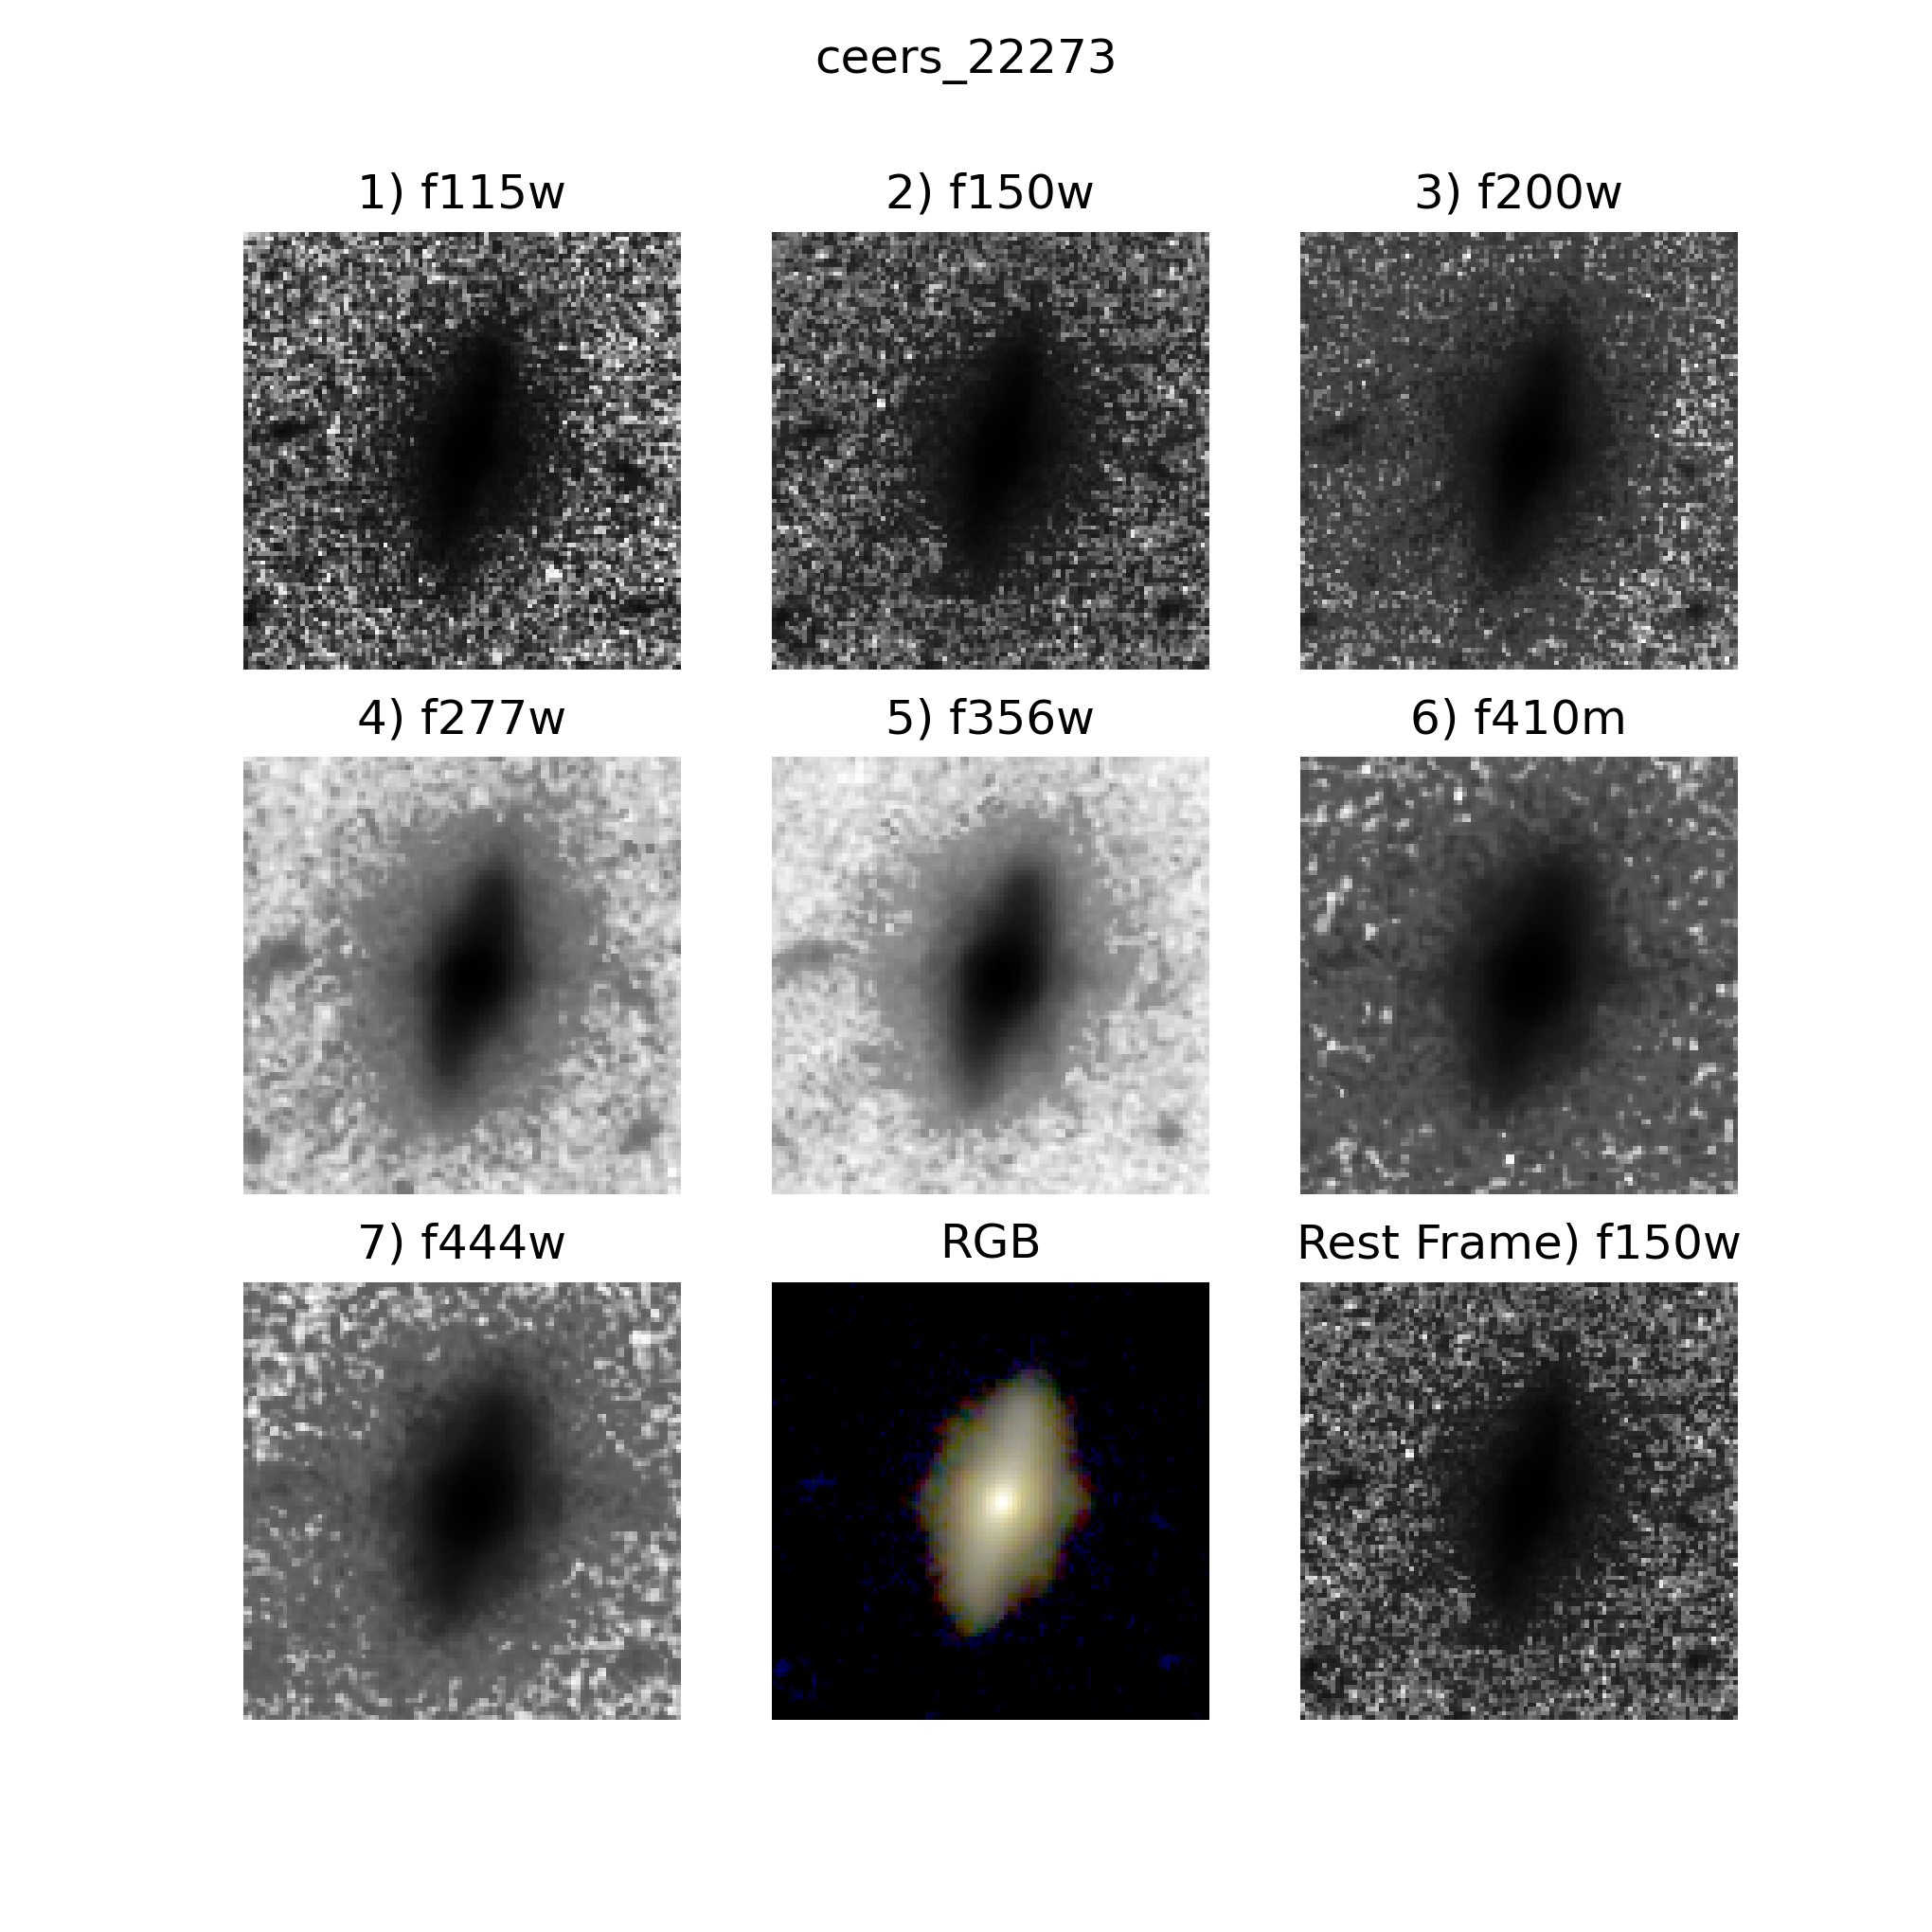 ceers_22273
1) f115w
2) f150w
3) f200w
4) f277w
5) f356w
6) f410m
7) f444w
RGB
Rest Frame) f150w